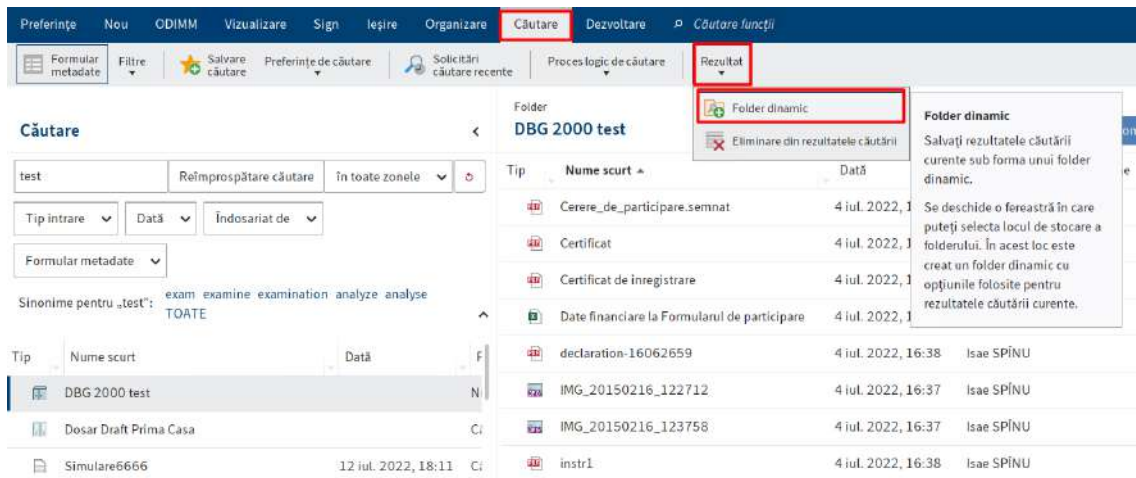 Preferințe Nou ODIMM Vizualizare Sign Ieșire Organizare Căutare Dezvoltare Căutare funcții
Formular metadate
Filtre
Salvare căutare
Preferințe de căutare
Solicitări căutare recente
Proces logic de căutare
Rezultat
Folder dinamic
Eliminare din rezultatele căutării
Folder dinamic
Salvați rezultatele căutării
curente sub forma unui folder
dinamic.
Se deschide o fereastră în care
puteți selecta locul de stocare a
folderului. În acest loc este
creat un folder dinamic cu
opțiunile folosite pentru
rezultatele căutării curente.
Căutare
test Reîmprospătare căutare În toate zonele
Tip intrare Dată Îndosariat de
Formular metadate
Sinonime pentru „test": exam examine examination analyze analyse
TOATE
Tip Nume scurt Dată
DBG 2000 test
Dosar Draft Prima Casa
Simulare6666 12 iul. 2022, 18:11
Folder
DBG 2000 test
Tip Nume scurt Dată
Cerere_de_participare.semnat 4 iul. 2022, 1
Certificat 4 iul. 2022, 1
Certificat de inregistrare 4 iul. 2022, 1
Date financiare la Formularul de participare 4 iul. 2022, 1
declaration-16062659 4 iul. 2022, 16:38 Isae SPÎNU
IMG_20150216_122712 4 iul. 2022, 16:37 Isae SPÎNU
IMG_20150216_123758 4 iul. 2022, 16:37 Isae SPÎNU
instr1 4 iul. 2022, 16:38 Isae SPÎNU